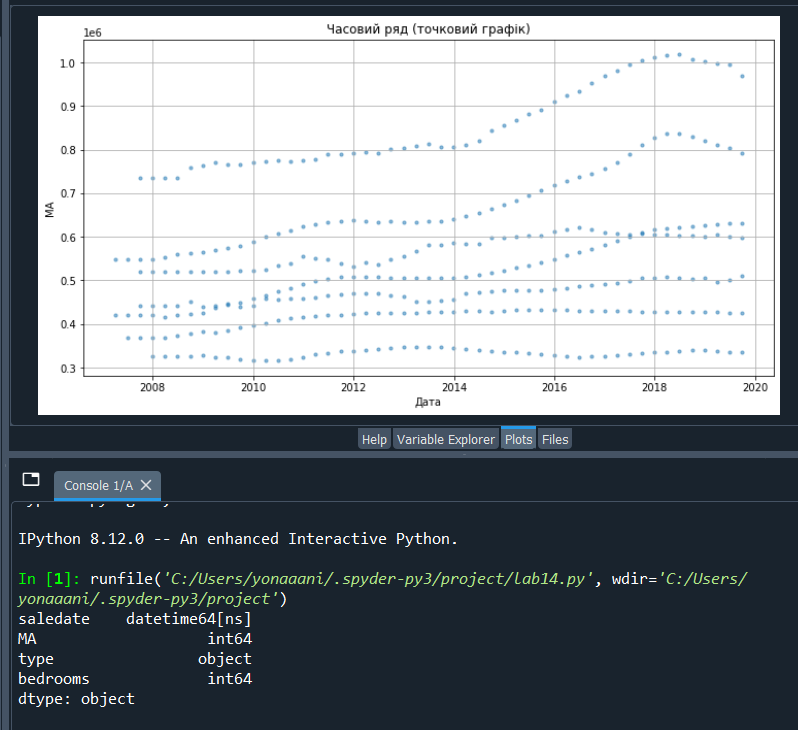 Часовий ряд (точковий графік)
1e6
1.0
0.9
0.8
0.7
0.6
0.5
0.4
0.3
MA
2008
2010
2012
2014
2016
2018
2020
Дата
Help Variable Explorer Plots Files
Console 1/A
IPython 8.12.0 -- An enhanced Interactive Python.
In [1]: runfile('C:/Users/yonaaani/.spyder-py3/project/lab14.py', wdir='C:/Users/
yonaaani/.spyder-py3/project')
saledate    datetime64[ns]
MA                   int64
type                object
bedrooms             int64
dtype: object